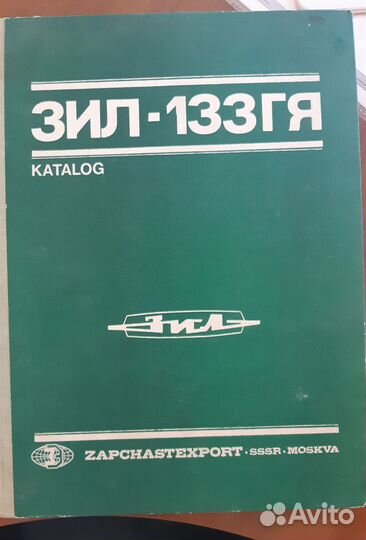 ЗИЛ-133ГЯ
KATALOG
ЗИЛ
ZAPCHASTEXPORT · SSSR · MOSKVA
Avito